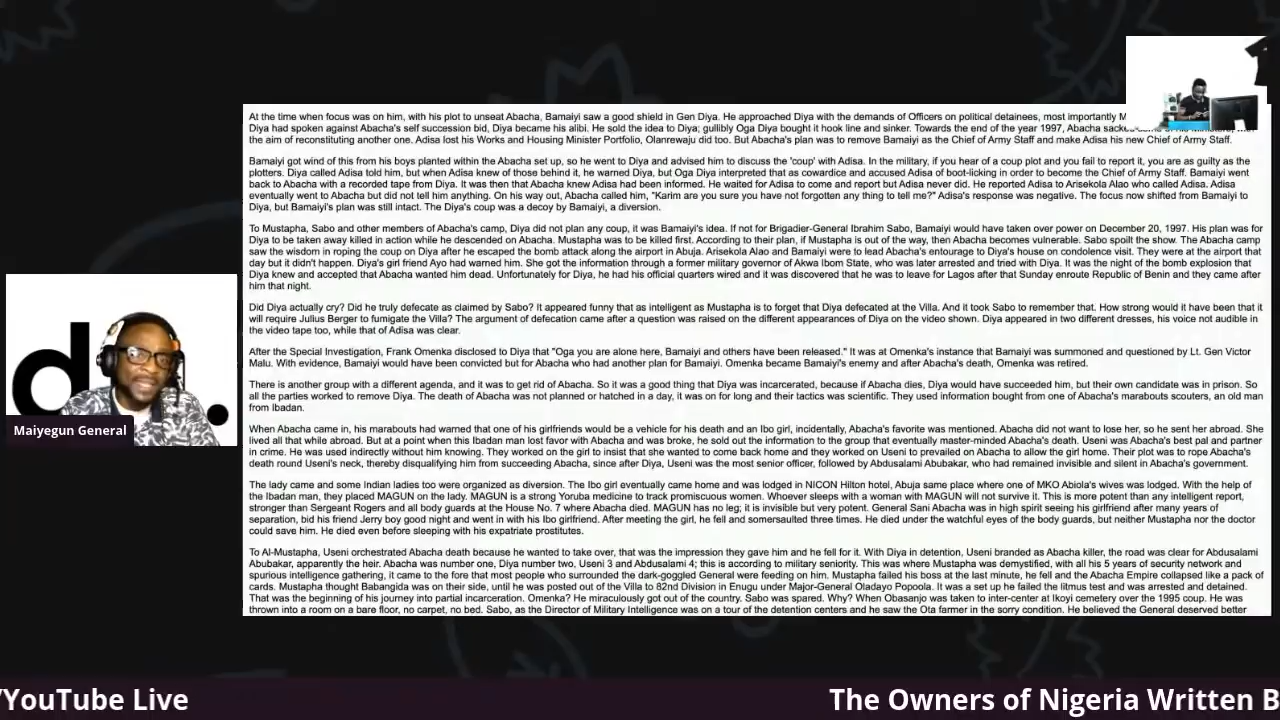 At the time when focus was on him, with his plot to unseat Abacha, Bamaiyi saw a good shield in Gen Diya. He approached Diya with the demands of Officers on political detainees, most importantly M
Diya had spoken against Abacha's self succession bid, Diya became his alibi. He sold the idea to Diya; gullibly Oga Diya bought it hook line and sinker. Towards the end of the year 1997, Abacha sacked some of his Ministers, with
the aim of reconstituting another one. Adisa lost his Works and Housing Minister Portfolio, Olanrewaju did too. But Abacha's plan was to remove Bamaiyi as the Chief of Army Staff and make Adisa his new Chief of Army Staff.
Bamaiyi got wind of this from his boys planted within the Abacha set up, so he went to Diya and advised him to discuss the 'coup' with Adisa. In the military, if you hear of a coup plot and you fail to report it, you are as guilty as the
plotters. Diya called Adisa told him, but when Adisa knew of those behind it, he warned Diya, but Oga Diya interpreted that as cowardice and accused Adisa of boot-licking in order to become the Chief of Army Staff. Bamaiyi went
back to Abacha with a recorded tape from Diya. It was then that Abacha knew Adisa had been informed. He waited for Adisa to come and report but Adisa never did. He reported Adisa to Arisekola Alao who called Adisa. Adisa
eventually went to Abacha but did not tell him anything. On his way out, Abacha called him, "Karim are you sure you have not forgotten any thing to tell me?" Adisa's response was negative. The focus now shifted from Bamaiyi to
Diya, but Bamaiyi's plan was still intact. The Diya's coup was a decoy by Bamaiyi, a diversion.
To Mustapha, Sabo and other members of Abacha's camp, Diya did not plan any coup, it was Bamaiyi's idea. If not for Brigadier-General Ibrahim Sabo, Bamaiyi would have taken over power on December 20, 1997. His plan was for
Diya to be taken away killed in action while he descended on Abacha. Mustapha was to be killed first. According to their plan, if Mustapha is out of the way, then Abacha becomes vulnerable. Sabo spoilt the show. The Abacha camp
saw the wisdom in roping the coup on Diya after he escaped the bomb attack along the airport in Abuja. Arisekola Alao and Bamaiyi were to lead Abacha's entourage to Diya's house on condolence visit. They were at the airport that
day but it didn't happen. Diya's girl friend Ayo had warned him. She got the information through a former military governor of Akwa Ibom State, who was later arrested and tried with Diya. It was the night of the bomb explosion that
Diya knew and accepted that Abacha wanted him dead. Unfortunately for Diya, he had his official quarters wired and it was discovered that he was to leave for Lagos after that Sunday enroute Republic of Benin and they came after
him that night.
Did Diya actually cry? Did he truly defecate as claimed by Sabo? It appeared funny that as intelligent as Mustapha is to forget that Diya defecated at the Villa. And it took Sabo to remember that. How strong would it have been that it
will require Julius Berger to fumigate the Villa? The argument of defecation came after a question was raised on the different appearances of Diya on the video shown. Diya appeared in two different dresses, his voice not audible in
the video tape too, while that of Adisa was clear.
After the Special Investigation, Frank Omenka disclosed to Diya that "Oga you are alone here, Bamaiyi and others have been released." It was at Omenka's instance that Bamaiyi was summoned and questioned by Lt. Gen Victor
Malu. With evidence, Bamaiyi would have been convicted but for Abacha who had another plan for Bamaiyi. Omenka became Bamaiyi's enemy and after Abacha's death, Omenka was retired.
There is another group with a different agenda, and it was to get rid of Abacha. So it was a good thing that Diya was incarcerated, because if Abacha dies, Diya would have succeeded him, but their own candidate was in prison. So
all the parties worked to remove Diya. The death of Abacha was not planned or hatched in a day, it was on for long and their tactics was scientific. They used information bought from one of Abacha's marabouts scouters, an old man
from Ibadan.
When Abacha came in, his marabouts had warned that one of his girlfriends would be a vehicle for his death and an Ibo girl, incidentally, Abacha's favorite was mentioned. Abacha did not want to lose her, so he sent her abroad. She
lived all that while abroad. But at a point when this Ibadan man lost favor with Abacha and was broke, he sold out the information to the group that eventually master-minded Abacha's death. Useni was Abacha's best pal and partner
in crime. He was used indirectly without him knowing. They worked on the girl to insist that she wanted to come back home and they worked on Useni to prevailed on Abacha to allow the girl home. Their plot was to rope Abacha's
death round Useni's neck, thereby disqualifying him from succeeding Abacha, since after Diya, Useni was the most senior officer, followed by Abdusalami Abubakar, who had remained invisible and silent in Abacha's government.
The lady came and some Indian ladies too were organized as diversion. The Ibo girl eventually came home and was lodged in NICON Hilton hotel, Abuja same place where one of MKO Abiola's wives was lodged. With the help of
the Ibadan man, they placed MAGUN on the lady. MAGUN is a strong Yoruba medicine to track promiscuous women. Whoever sleeps with a woman with MAGUN will not survive it. This is more potent than any intelligent report,
stronger than Sergeant Rogers and all body guards at the House No. 7 where Abacha died. MAGUN has no leg; it is invisible but very potent. General Sani Abacha was in high spirit seeing his girlfriend after many years of
separation, bid his friend Jerry boy good night and went in with his Ibo girlfriend. After meeting the girl, he fell and somersaulted three times. He died under the watchful eyes of the body guards, but neither Mustapha nor the doctor
could save him. He died even before sleeping with his expatriate prostitutes.
To Al-Mustapha, Useni orchestrated Abacha death because he wanted to take over, that was the impression they gave him and he fell for it. With Diya in detention, Useni branded as Abacha killer, the road was clear for Abdusalami
Abubakar, apparently the heir. Abacha was number one, Diya number two, Useni 3 and Abdusalami 4; this is according to military seniority. This was where Mustapha was demystified, with all his 5 years of security network and
spurious intelligence gathering, it came to the fore that most people who surrounded the dark-goggled General were feeding on him. Mustapha failed his boss at the last minute, he fell and the Abacha Empire collapsed like a pack of
cards. Mustapha thought Babangida was on their side, until he was posted out of the Villa to 82nd Division in Enugu under Major-General Oladayo Popoola. It was a set up he failed the litmus test and was arrested and detained.
That was the beginning of his journey into partial incarceration. Omenka? He miraculously got out of the country. Sabo was spared. Why? When Obasanjo was taken to inter-center at Ikoyi cemetery over the 1995 coup. He was
thrown into a room on a bare floor, no carpet, no bed. Sabo, as the Director of Military Intelligence was on a tour of the detention centers and he saw the Ota farmer in the sorry condition. He believed the General deserved better
d.
Maiyegun General
/YouTube Live
The Owners of Nigeria Written B